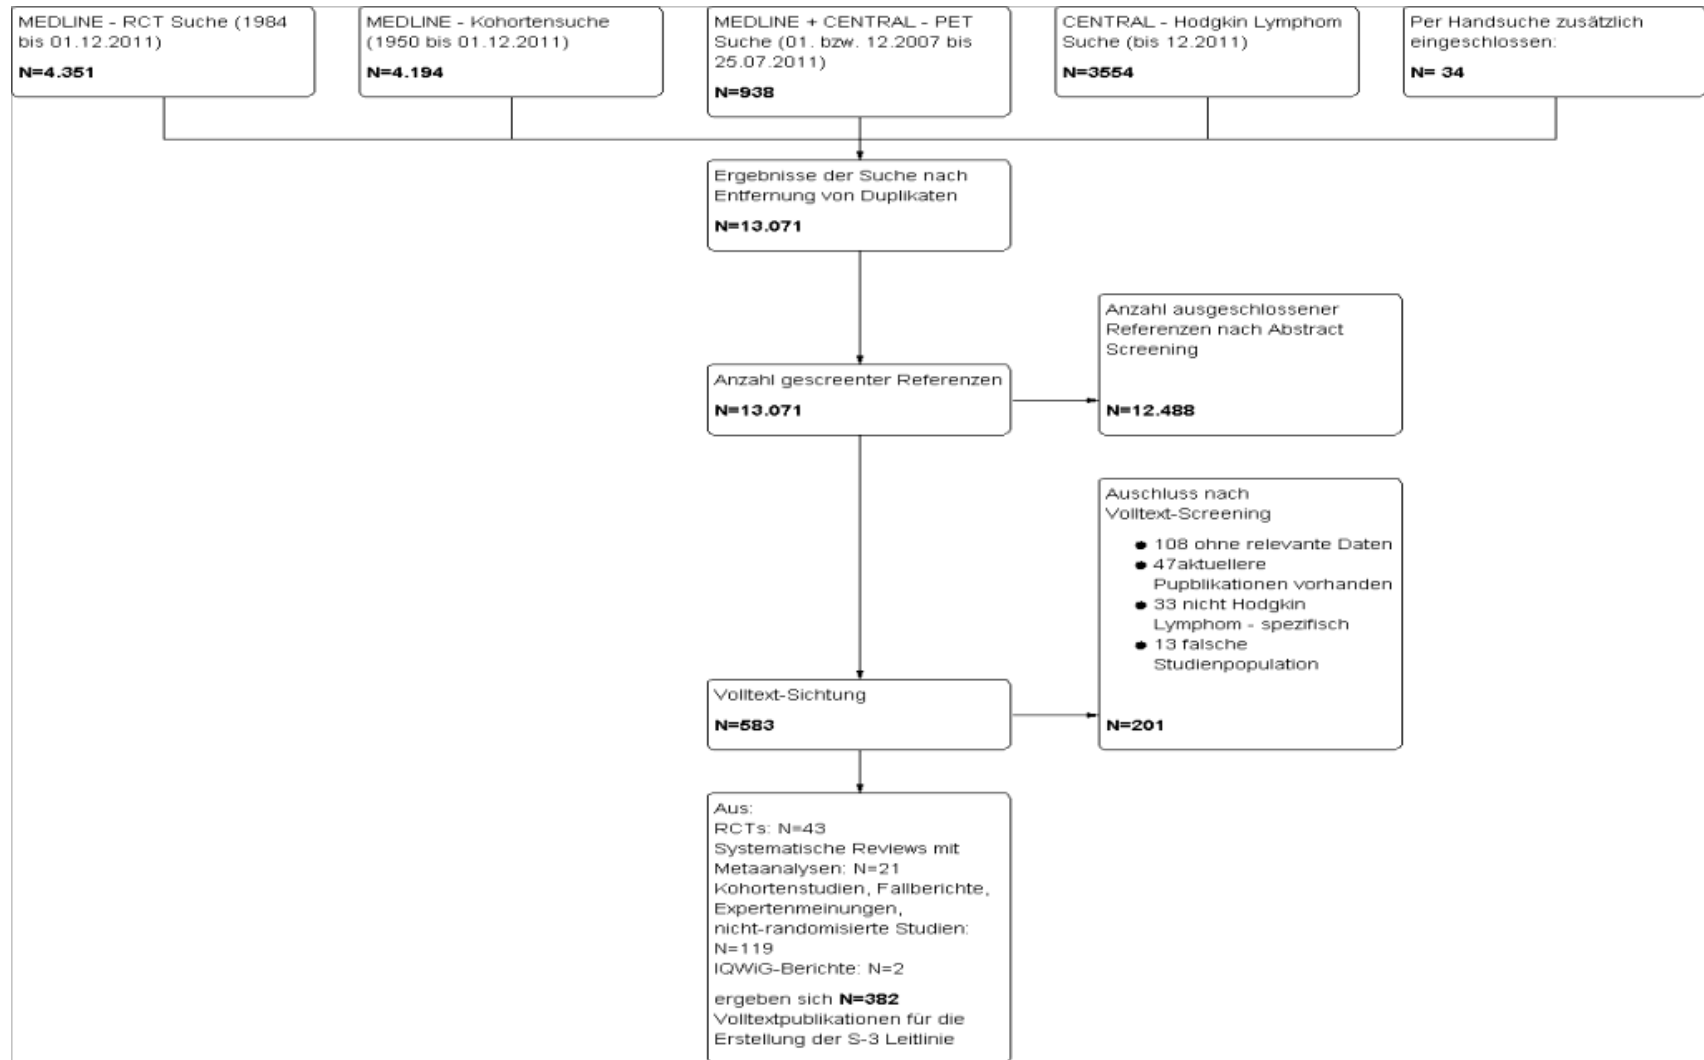 MEDLINE - RCT Suche (1984
bis 01.12.2011)
N=4.351
MEDLINE - Kohortensuche
(1950 bis 01.12.2011)
N=4.194
MEDLINE + CENTRAL - PET
Suche (01. bzw. 12.2007 bis
25.07.2011)
N=938
CENTRAL - Hodgkin Lymphom
Suche (bis 12.2011)
N=3554
Per Handsuche zusätzlich
eingeschlossen:
N= 34
Ergebnisse der Suche nach
Entfernung von Duplikaten
N=13.071
Anzahl ausgeschlossener
Referenzen nach Abstract
Screening
N=12.488
Anzahl gescreenter Referenzen
N=13.071
Auschluss nach
Volltext-Screening
● 108 ohne relevante Daten
● 47aktuellere
Pupblikationen vorhanden
● 33 nicht Hodgkin
Lymphom - spezifisch
● 13 falsche
Studienpopulation
N=201
Volltext-Sichtung
N=583
Aus:
RCTs: N=43
Systematische Reviews mit
Metaanalysen: N=21
Kohortenstudien, Fallberichte,
Expertenmeinungen,
nicht-randomisierte Studien:
N=119
IQWiG-Berichte: N=2
ergeben sich N=382
Volltextpublikationen für die
Erstellung der S-3 Leitlinie